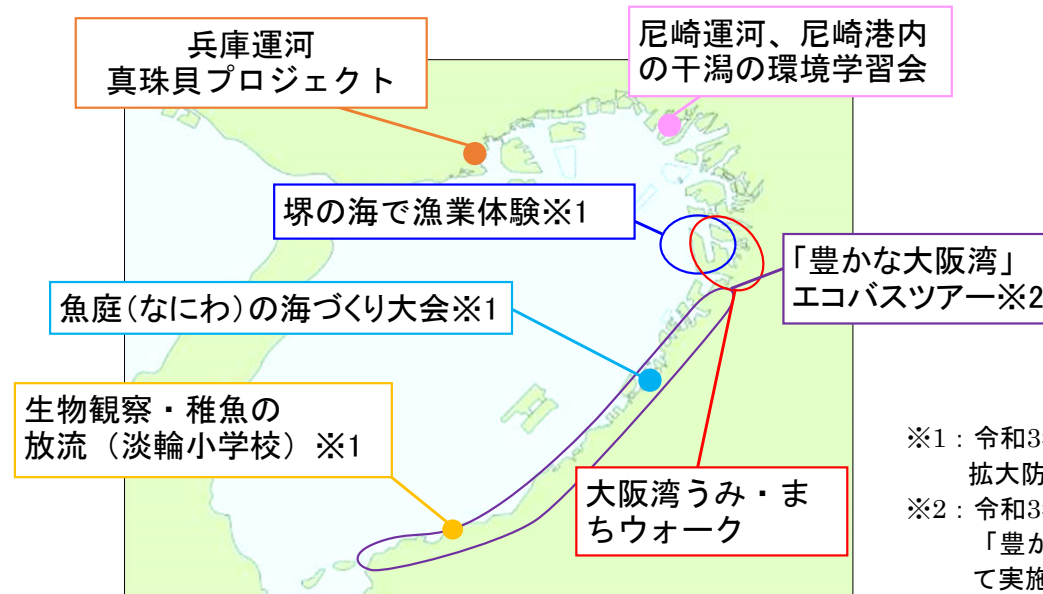 兵庫運河
真珠貝プロジェクト
尼崎運河、尼崎港内
の干潟の環境学習会
堺の海で漁業体験※1
「豊かな大阪湾」
エコバスツアー※2
魚庭(なにわ)の海づくり大会※1
生物観察・稚魚の
放流（淡輪小学校）※1
大阪湾うみ・ま
ちウォーク
※1：令和3
拡大防
※2：令和3
「豊か
て実施